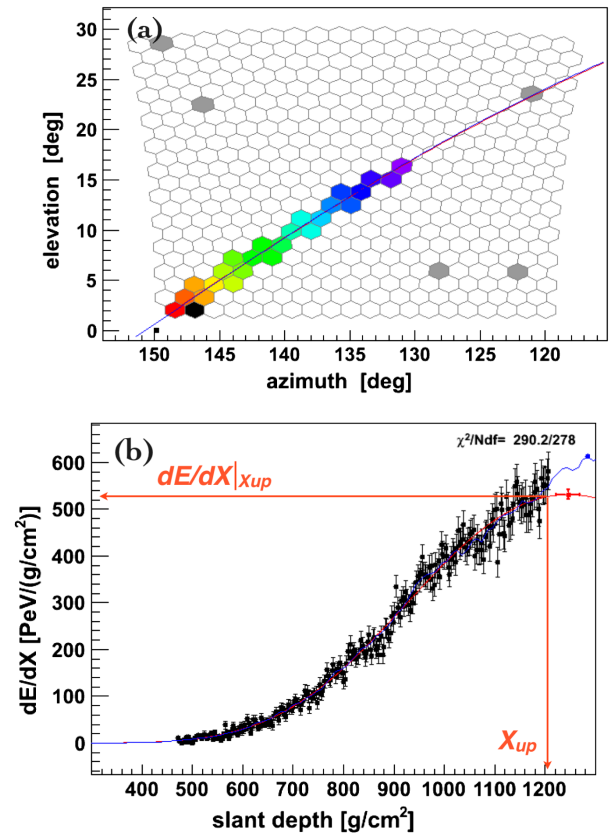 (a)
30
25
20
15
10
5
0
elevation [deg]
150 145 140 135 130 125 120
azimuth [deg]
(b)
χ²/Ndf= 290.2/278
dE/dX|Xup
600
500
400
300
200
100
0
dE/dX [PeV/(g/cm²)]
Xup
400 500 600 700 800 900 1000 1100 1200
slant depth [g/cm²]